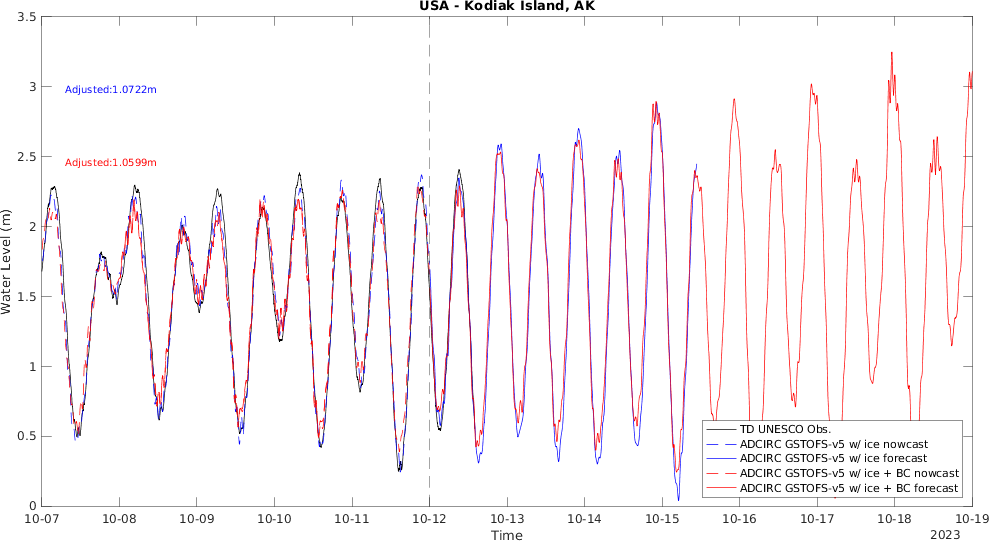 USA - Kodiak Island, AK
3.5
3
2.5
2
1.5
1
0.5
0
Water Level (m)
Adjusted:1.0722m
Adjusted:1.0599m
TD UNESCO Obs.
ADCIRC GSTOFS-v5 w/ ice nowcast
ADCIRC GSTOFS-v5 w/ ice forecast
ADCIRC GSTOFS-v5 w/ ice + BC nowcast
ADCIRC GSTOFS-v5 w/ ice + BC forecast
10-07 10-08 10-09 10-10 10-11 10-12 10-13 10-14 10-15 10-16 10-17 10-18 10-19
Time
2023